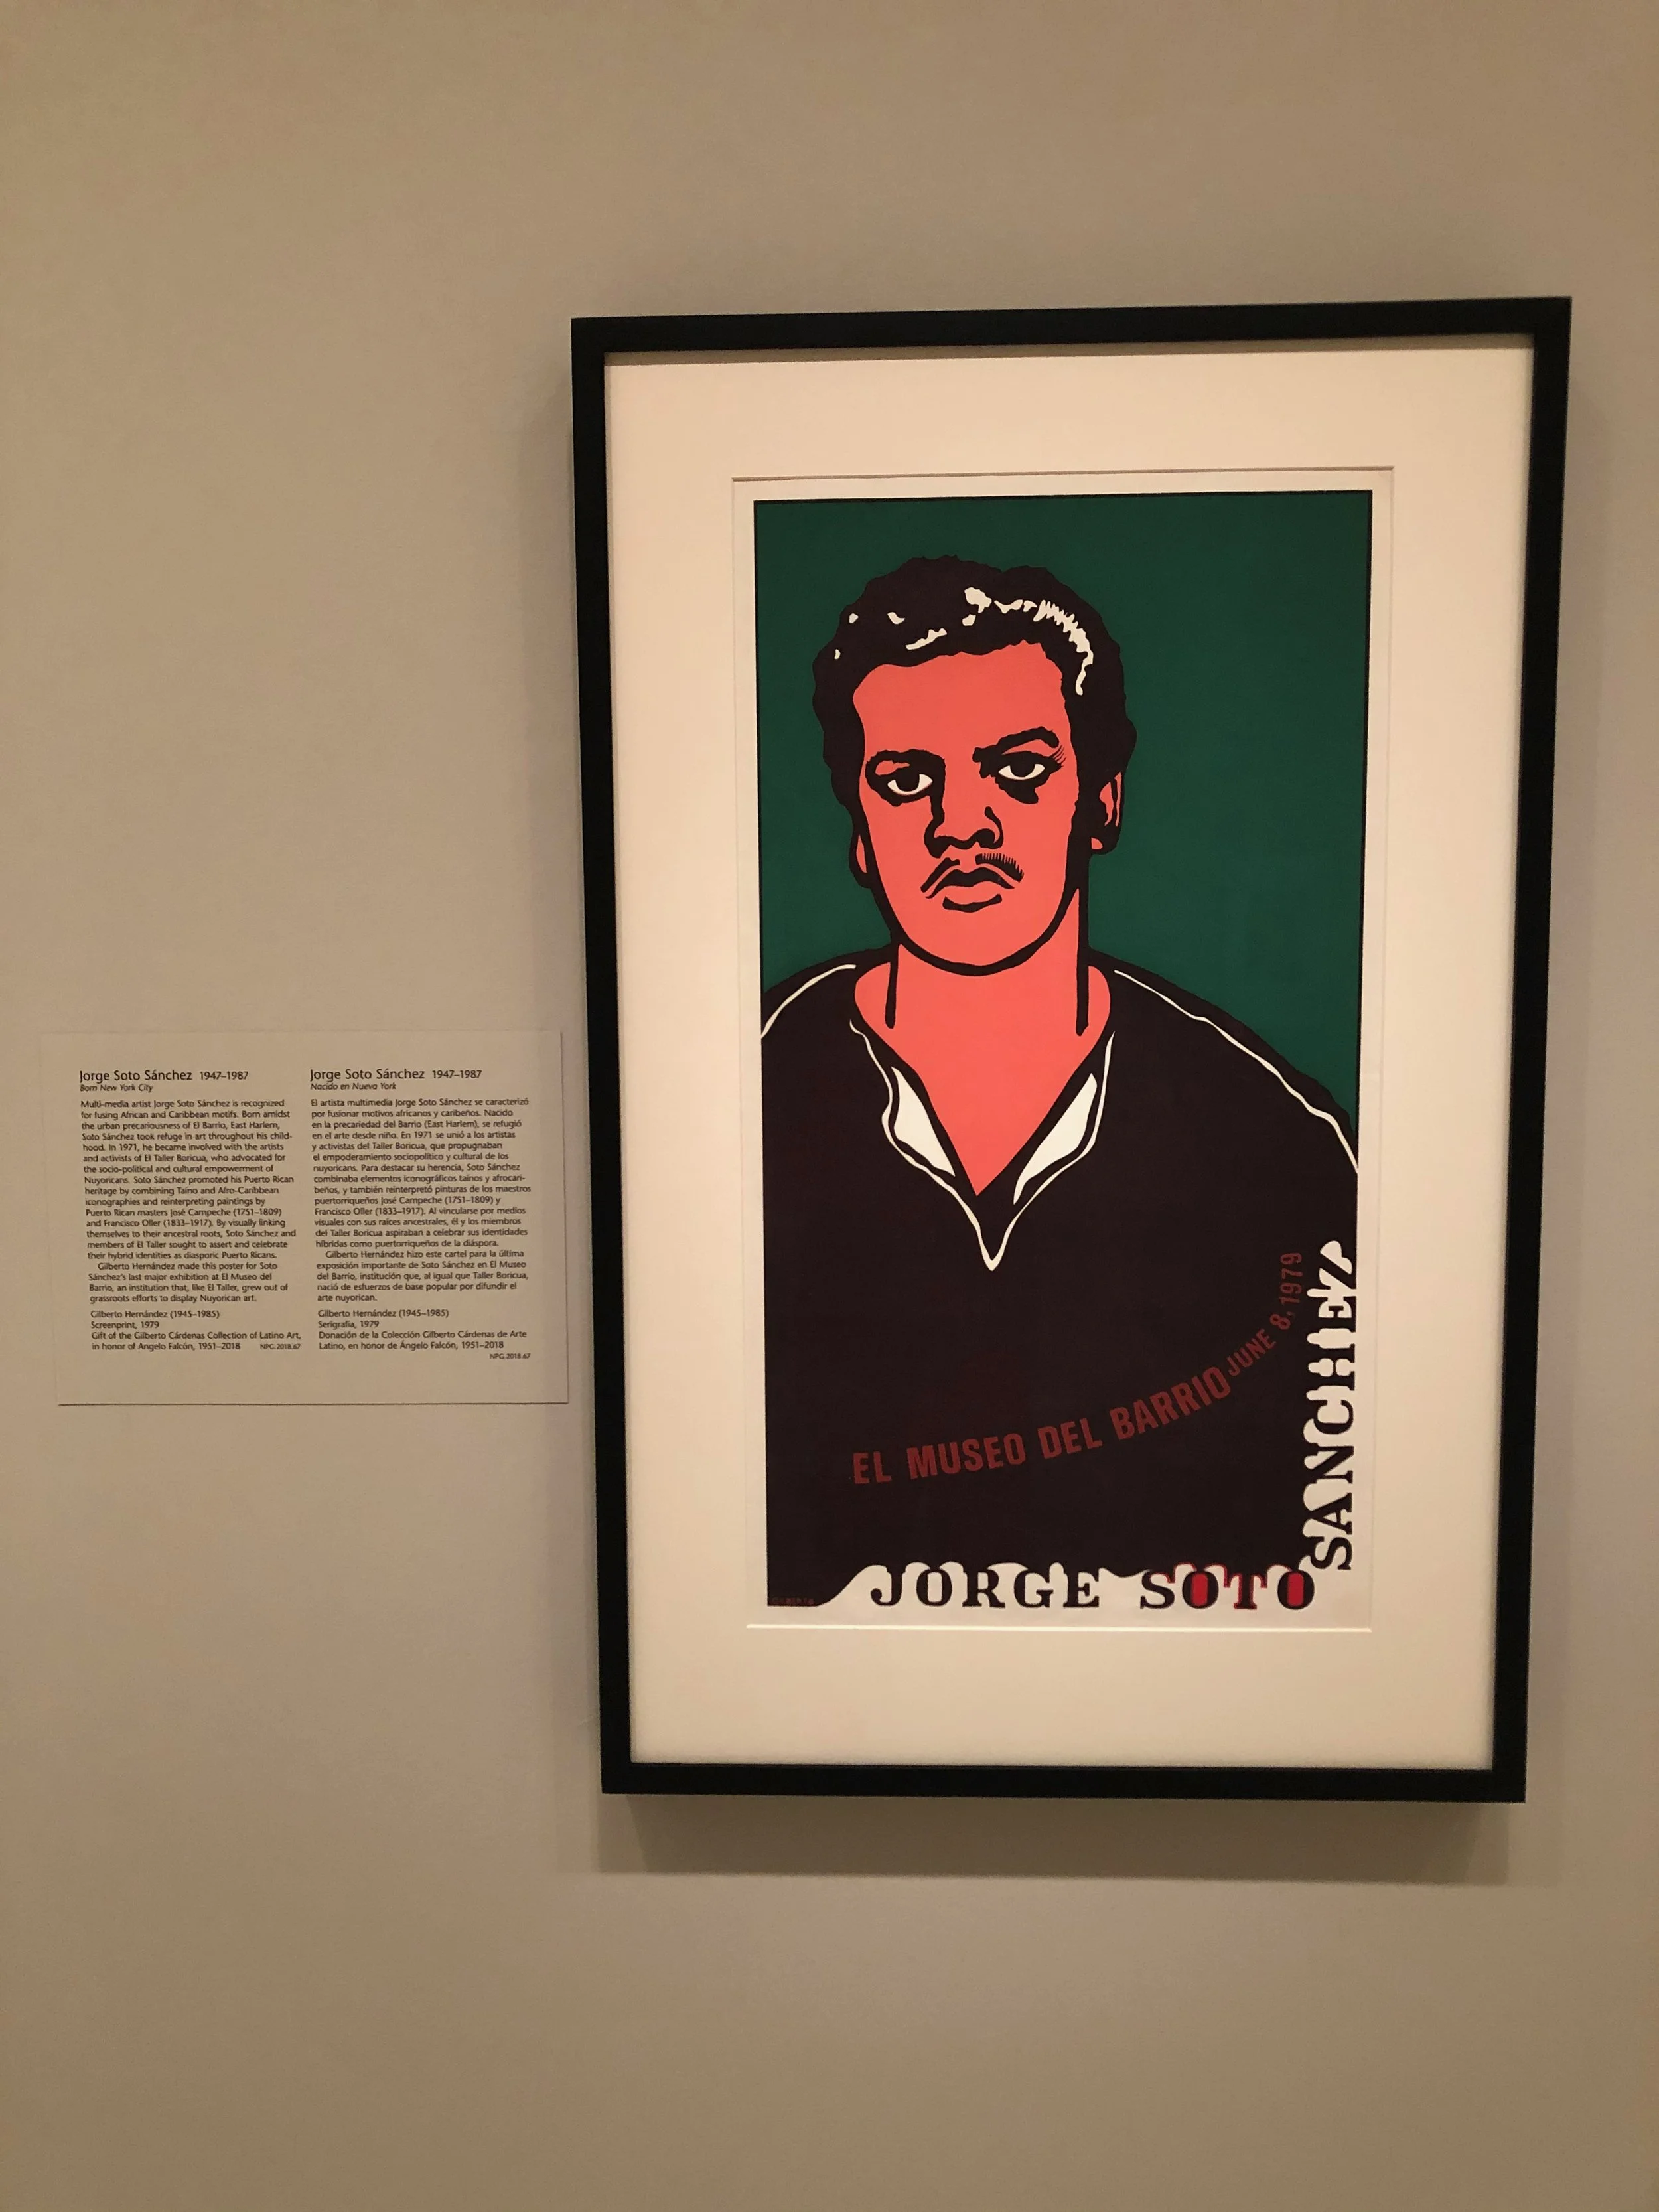 Jorge Soto Sánchez 1947–1987
Born New York City
Multi-media artist Jorge Soto Sánchez is recognized
for fusing African and Caribbean motifs. Born amidst
the urban precariousness of El Barrio, East Harlem,
Soto Sánchez took refuge in art throughout his child-
hood. In 1971, he became involved with the artists
and activists of El Taller Boricua, who advocated for
the socio-political and cultural empowerment of
Nuyoricans. Soto Sánchez promoted his Puerto Rican
heritage by combining Taíno and Afro-Caribbean
iconographies and reinterpreting paintings by
Puerto Rican masters José Campeche (1751–1809)
and Francisco Oller (1833–1917). By visually linking
themselves to their ancestral roots, Soto Sánchez and
members of El Taller sought to assert and celebrate
their hybrid identities as diasporic Puerto Ricans.
Gilberto Hernández made this poster for Soto
Sánchez's last major exhibition at El Museo del
Barrio, an institution that, like El Taller, grew out of
grassroots efforts to display Nuyorican art.
Gilberto Hernández (1945–1985)
Screenprint, 1979
Gift of the Gilberto Cárdenas Collection of Latino Art,
in honor of Angelo Falcón, 1951–2018 NPG.2018.67
Jorge Soto Sánchez 1947–1987
Nacido en Nueva York
El artista multimedia Jorge Soto Sánchez se caracterizó
por fusionar motivos africanos y caribeños. Nacido
en la precariedad del Barrio (East Harlem), se refugió
en el arte desde niño. En 1971 se unió a los artistas
y activistas del Taller Boricua, que propugnaban
el empoderamiento sociopolítico y cultural de los
nuyoricans. Para destacar su herencia, Soto Sánchez
combinaba elementos iconográficos taínos y afrocari-
beños, y también reinterpretó pinturas de los maestros
puertorriqueños José Campeche (1751–1809) y
Francisco Oller (1833–1917). Al vincularse por medios
visuales con sus raíces ancestrales, él y los miembros
del Taller Boricua aspiraban a celebrar sus identidades
híbridas como puertorriqueños de la diáspora.
Gilberto Hernández hizo este cartel para la última
exposición importante de Soto Sánchez en El Museo
del Barrio, institución que, al igual que Taller Boricua,
nació de esfuerzos de base popular por difundir el
arte nuyorican.
Gilberto Hernández (1945–1985)
Serigrafía, 1979
Donación de la Colección Gilberto Cárdenas de Arte
Latino, en honor de Ángelo Falcón, 1951–2018
NPG.2018.67
EL MUSEO DEL BARRIO JUNE 8, 1979
JORGE SOTO
SANCHEZ